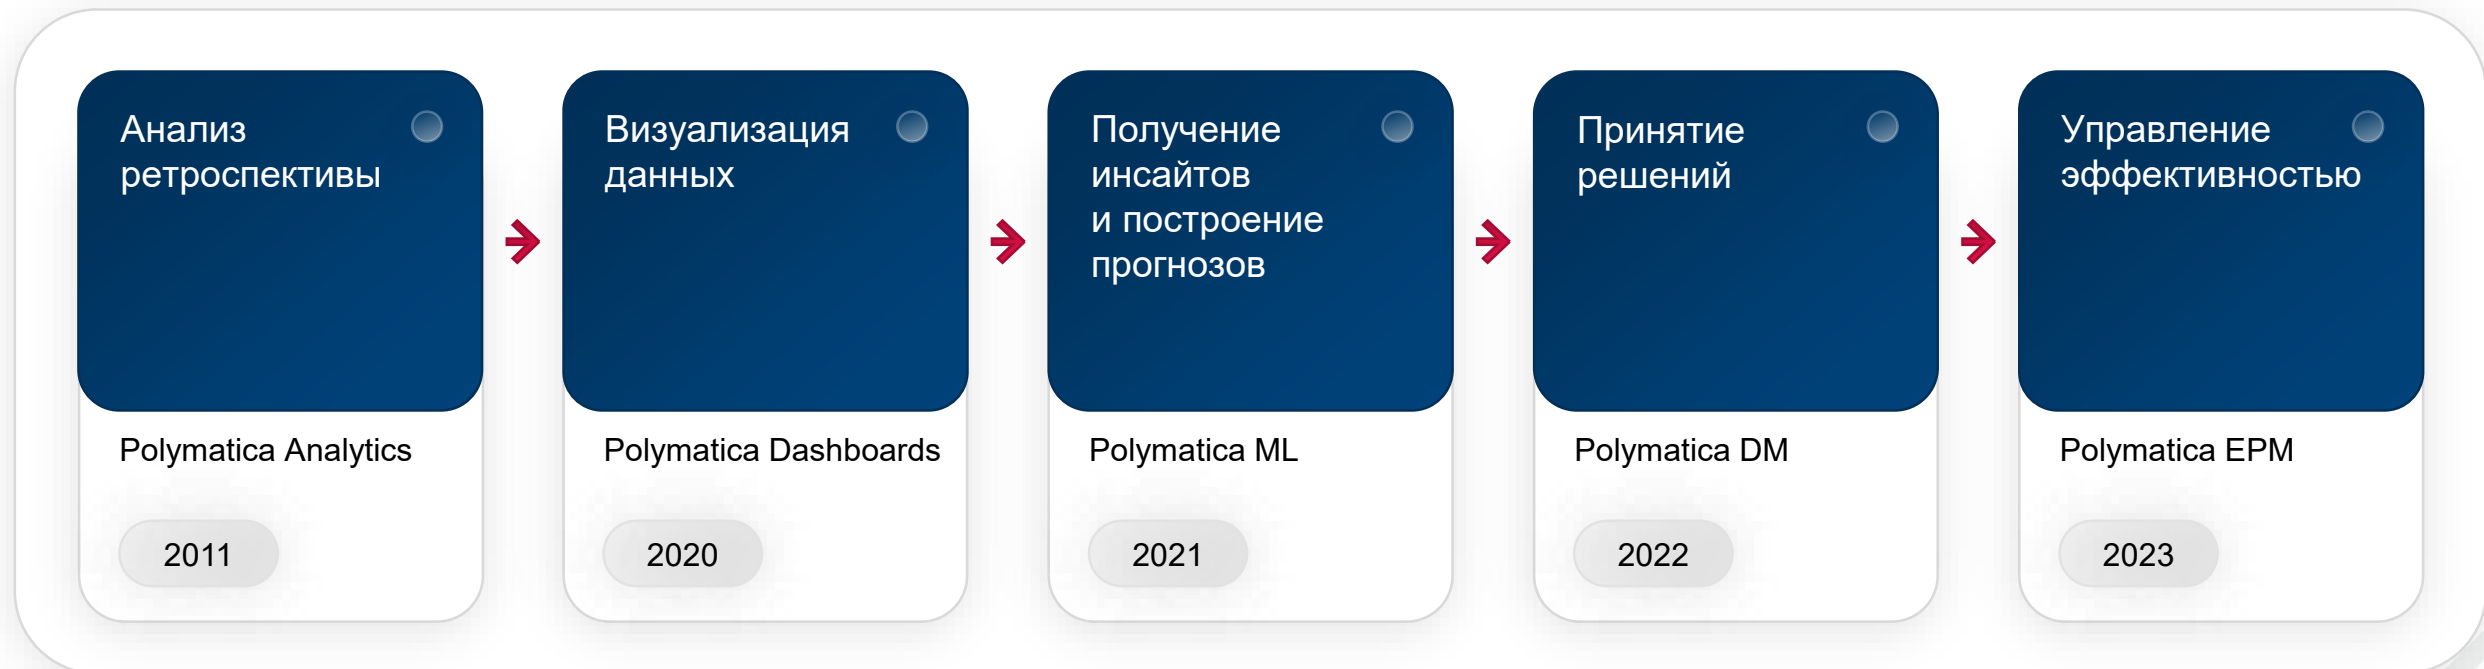 Анализ
ретроспективы
Polymatica Analytics
2011
Визуализация
данных
Polymatica Dashboards
2020
Получение
инсайтов
и построение
прогнозов
Polymatica ML
2021
Принятие
решений
Polymatica DM
2022
Управление
эффективностью
Polymatica EPM
2023